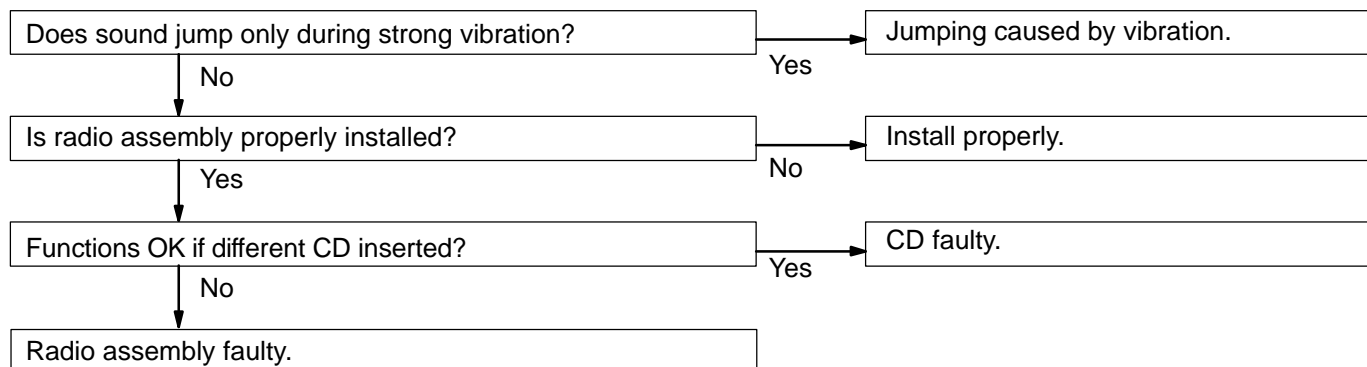 Does sound jump only during strong vibration?
Jumping caused by vibration.
Yes
No
Is radio assembly properly installed?
Install properly.
No
Yes
Functions OK if different CD inserted?
CD faulty.
Yes
No
Radio assembly faulty.